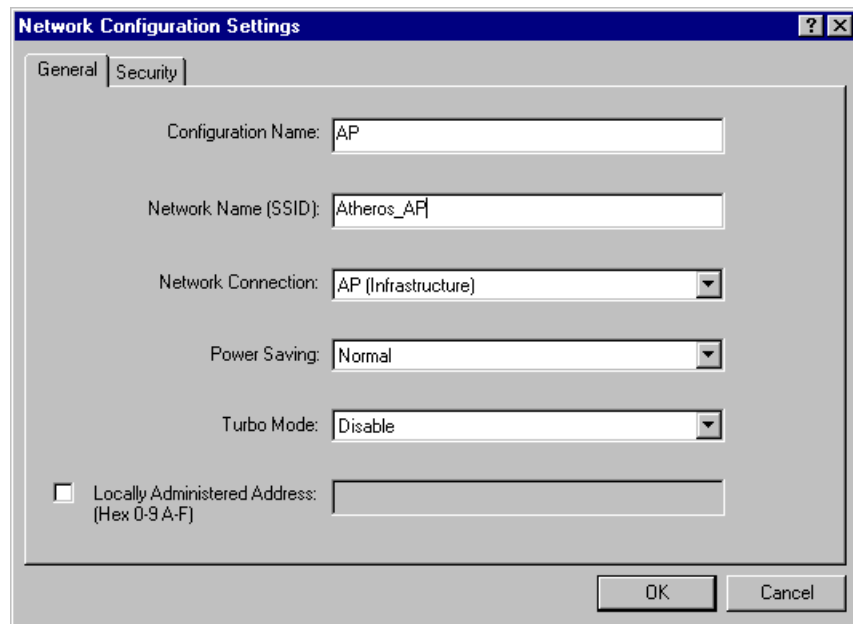 Network Configuration Settings
General
Security
Configuration Name: AP
Network Name (SSID): Atheros_AP
Network Connection: AP (Infrastructure)
Power Saving: Normal
Turbo Mode: Disable
Locally Administered Address:
(Hex 0-9 A-F)
OK
Cancel